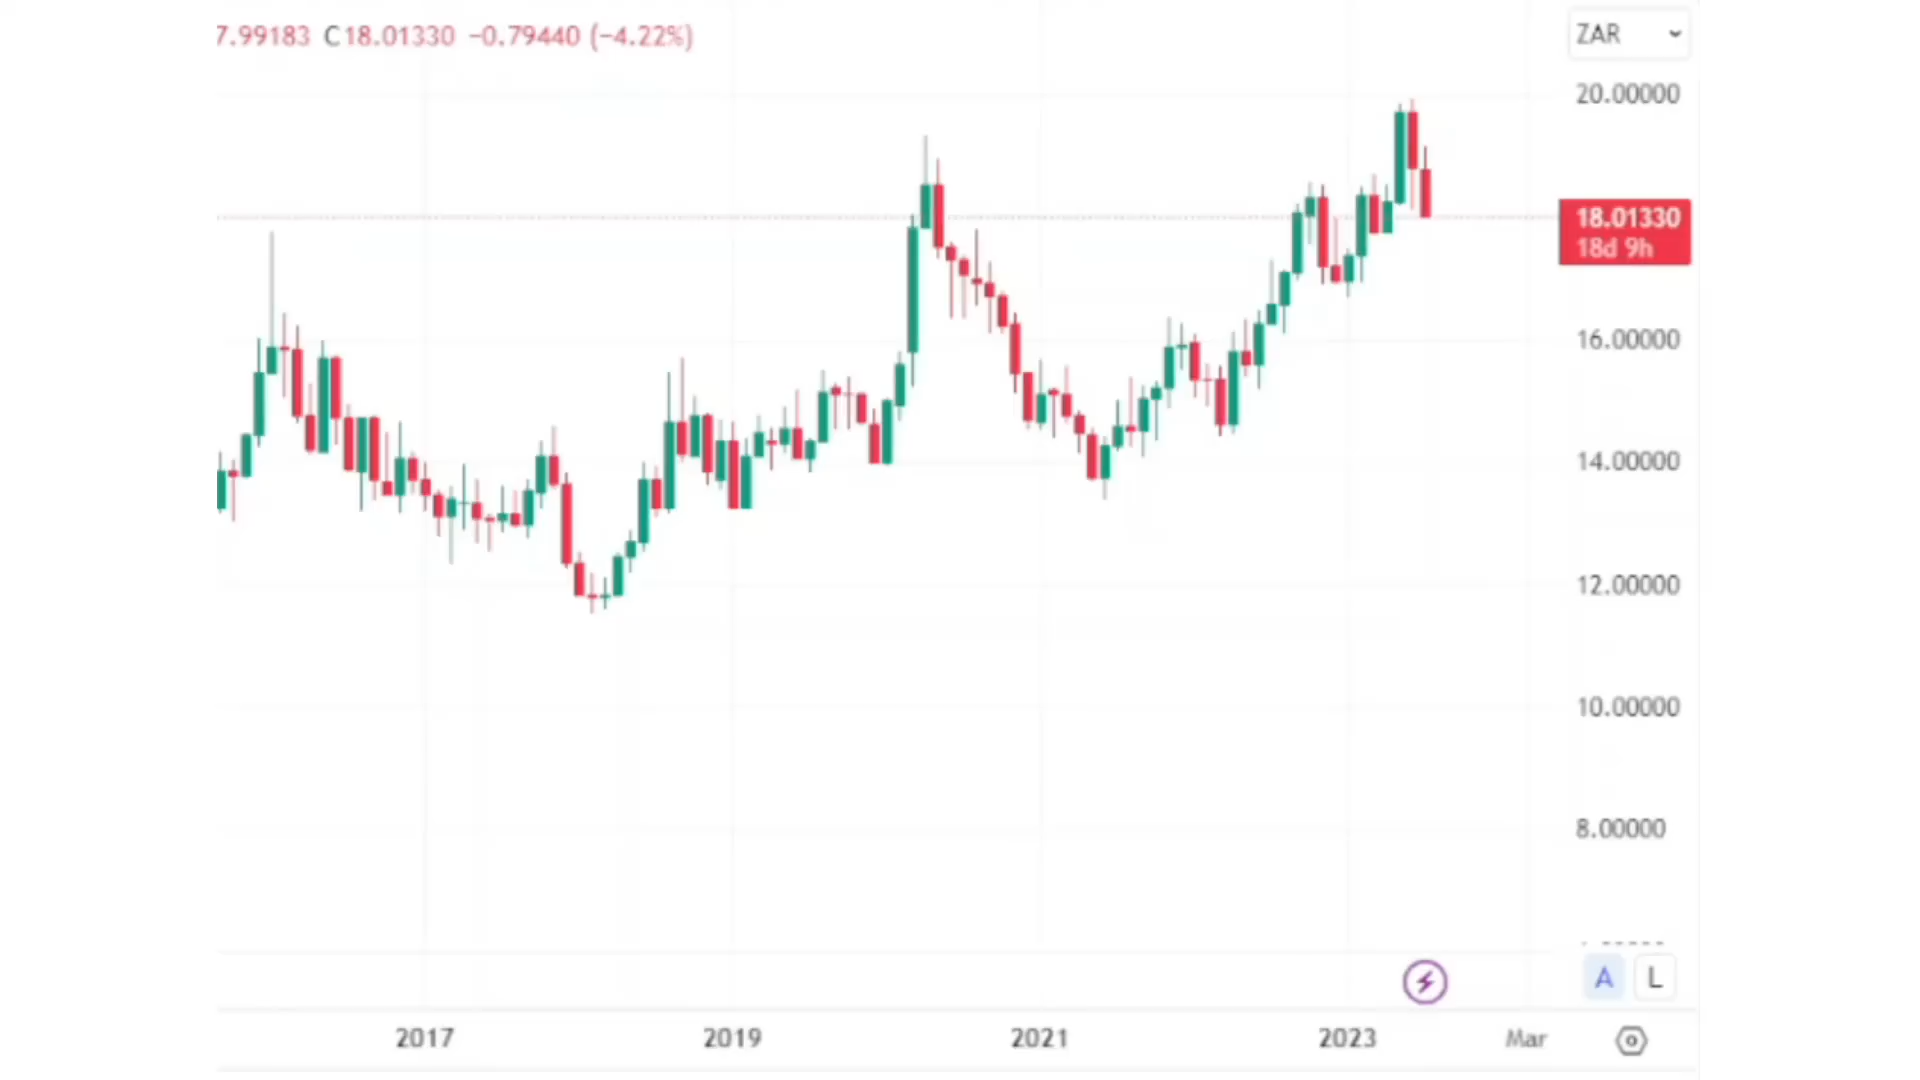 7.99183 C18.01330 −0.79440 (−4.22%)
ZAR
20.00000
18.01330
18d 9h
16.00000
14.00000
12.00000
10.00000
8.00000
A L
2017 2019 2021 2023 Mar